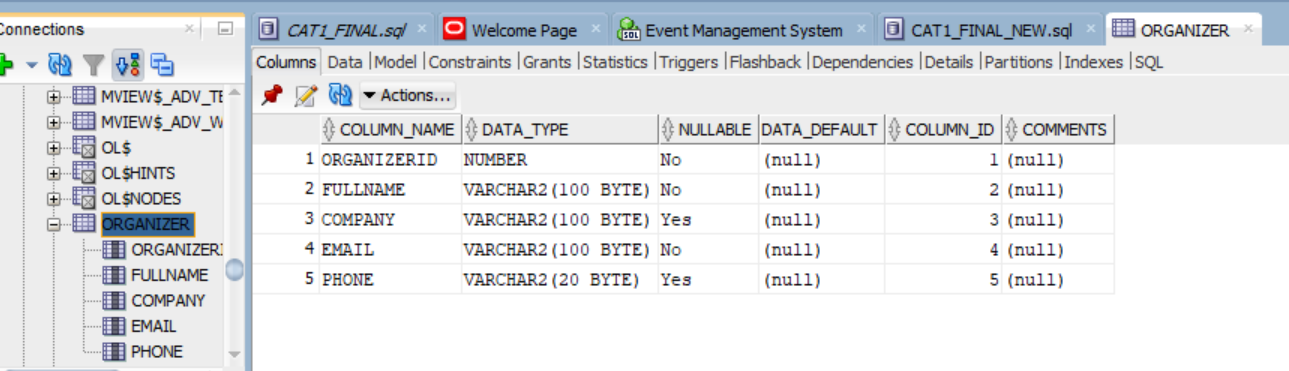 Connections
CAT1_FINAL.sql Welcome Page Event Management System CAT1_FINAL_NEW.sql ORGANIZER
Columns Data |Model |Constraints |Grants |Statistics |Triggers |Flashback |Dependencies |Details |Partitions |Indexes |SQL
Actions...
MVIEW$_ADV_TE
MVIEW$_ADV_W
OL$
OL$HINTS
OL$NODES
ORGANIZER
ORGANIZERI
FULLNAME
COMPANY
EMAIL
PHONE
COLUMN_NAME DATA_TYPE NULLABLE DATA_DEFAULT COLUMN_ID COMMENTS
1 ORGANIZERID NUMBER No (null) 1 (null)
2 FULLNAME VARCHAR2(100 BYTE) No (null) 2 (null)
3 COMPANY VARCHAR2(100 BYTE) Yes (null) 3 (null)
4 EMAIL VARCHAR2(100 BYTE) No (null) 4 (null)
5 PHONE VARCHAR2(20 BYTE) Yes (null) 5 (null)